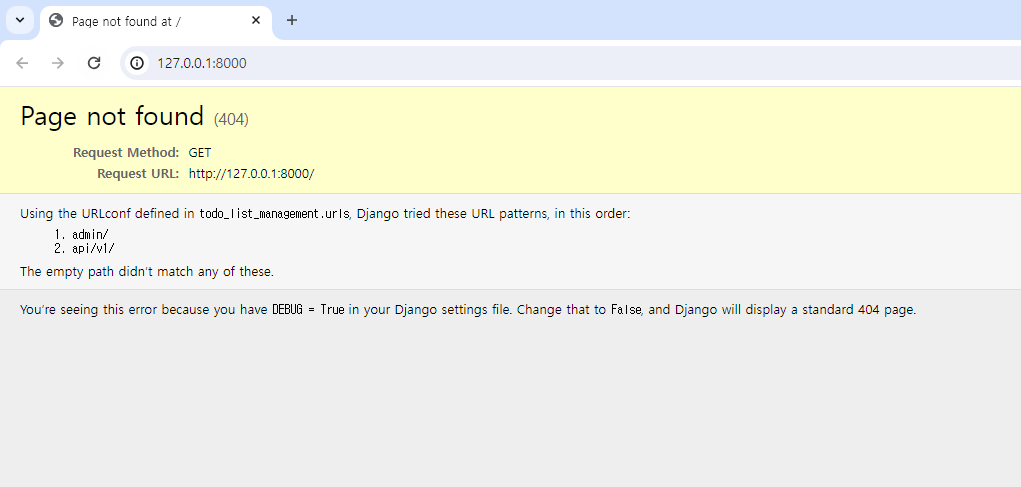 Page not found at /
127.0.0.1:8000
Page not found (404)
Request Method: GET
Request URL: http://127.0.0.1:8000/
Using the URLconf defined in todo_list_management.urls, Django tried these URL patterns, in this order:
1. admin/
2. api/v1/
The empty path didn't match any of these.
You're seeing this error because you have DEBUG = True in your Django settings file. Change that to False, and Django will display a standard 404 page.